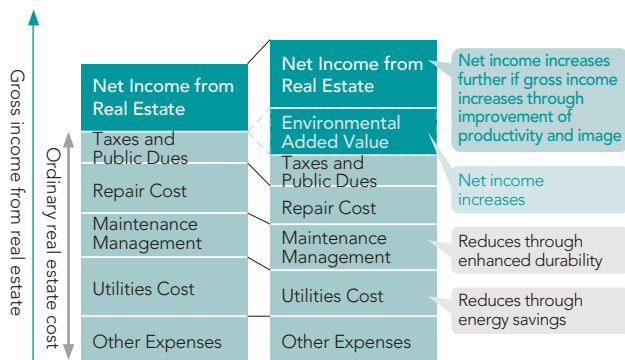 Gross income from real estate
Ordinary real estate cost
Net Income from
Real Estate
Taxes and
Public Dues
Repair Cost
Maintenance
Management
Utilities Cost
Other Expenses
Net Income from
Real Estate
Environmental
Added Value
Taxes and
Public Dues
Repair Cost
Maintenance
Management
Utilities Cost
Other Expenses
Net income increases
further if gross income
increases through
improvement of
productivity and image
Net income
increases
Reduces through
enhanced durability
Reduces through
energy savings